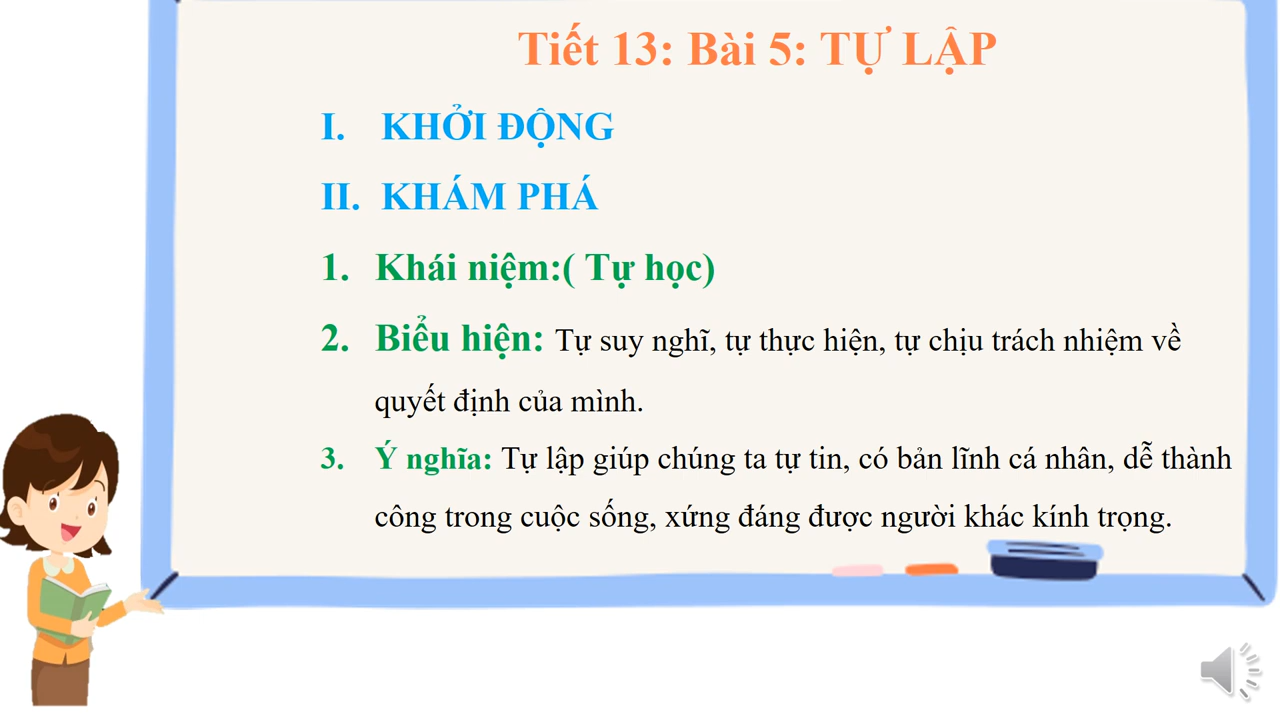 Tiết 13: Bài 5: TỰ LẬP
I. KHỞI ĐỘNG
II. KHÁM PHÁ
1. Khái niệm:( Tự học)
2. Biểu hiện: Tự suy nghĩ, tự thực hiện, tự chịu trách nhiệm về
quyết định của mình.
3. Ý nghĩa: Tự lập giúp chúng ta tự tin, có bản lĩnh cá nhân, dễ thành
công trong cuộc sống, xứng đáng được người khác kính trọng.